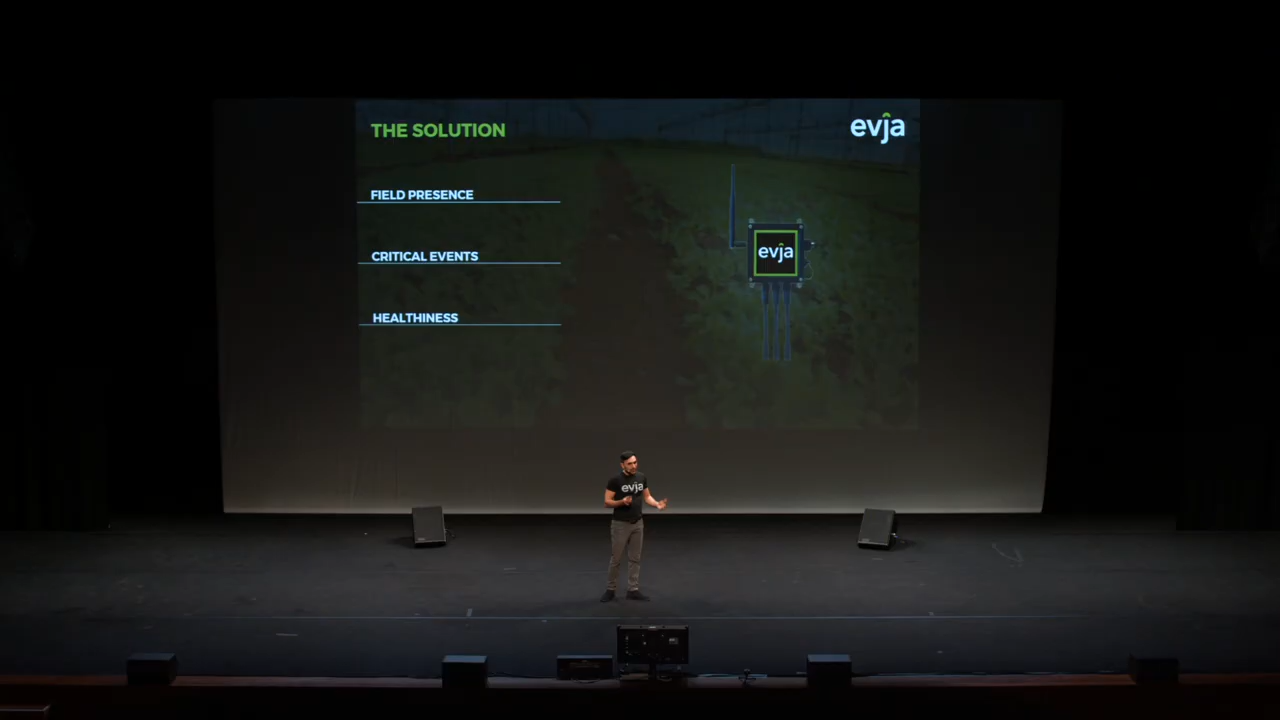 THE SOLUTION
evja
FIELD PRESENCE
CRITICAL EVENTS
HEALTHINESS
evja
evja